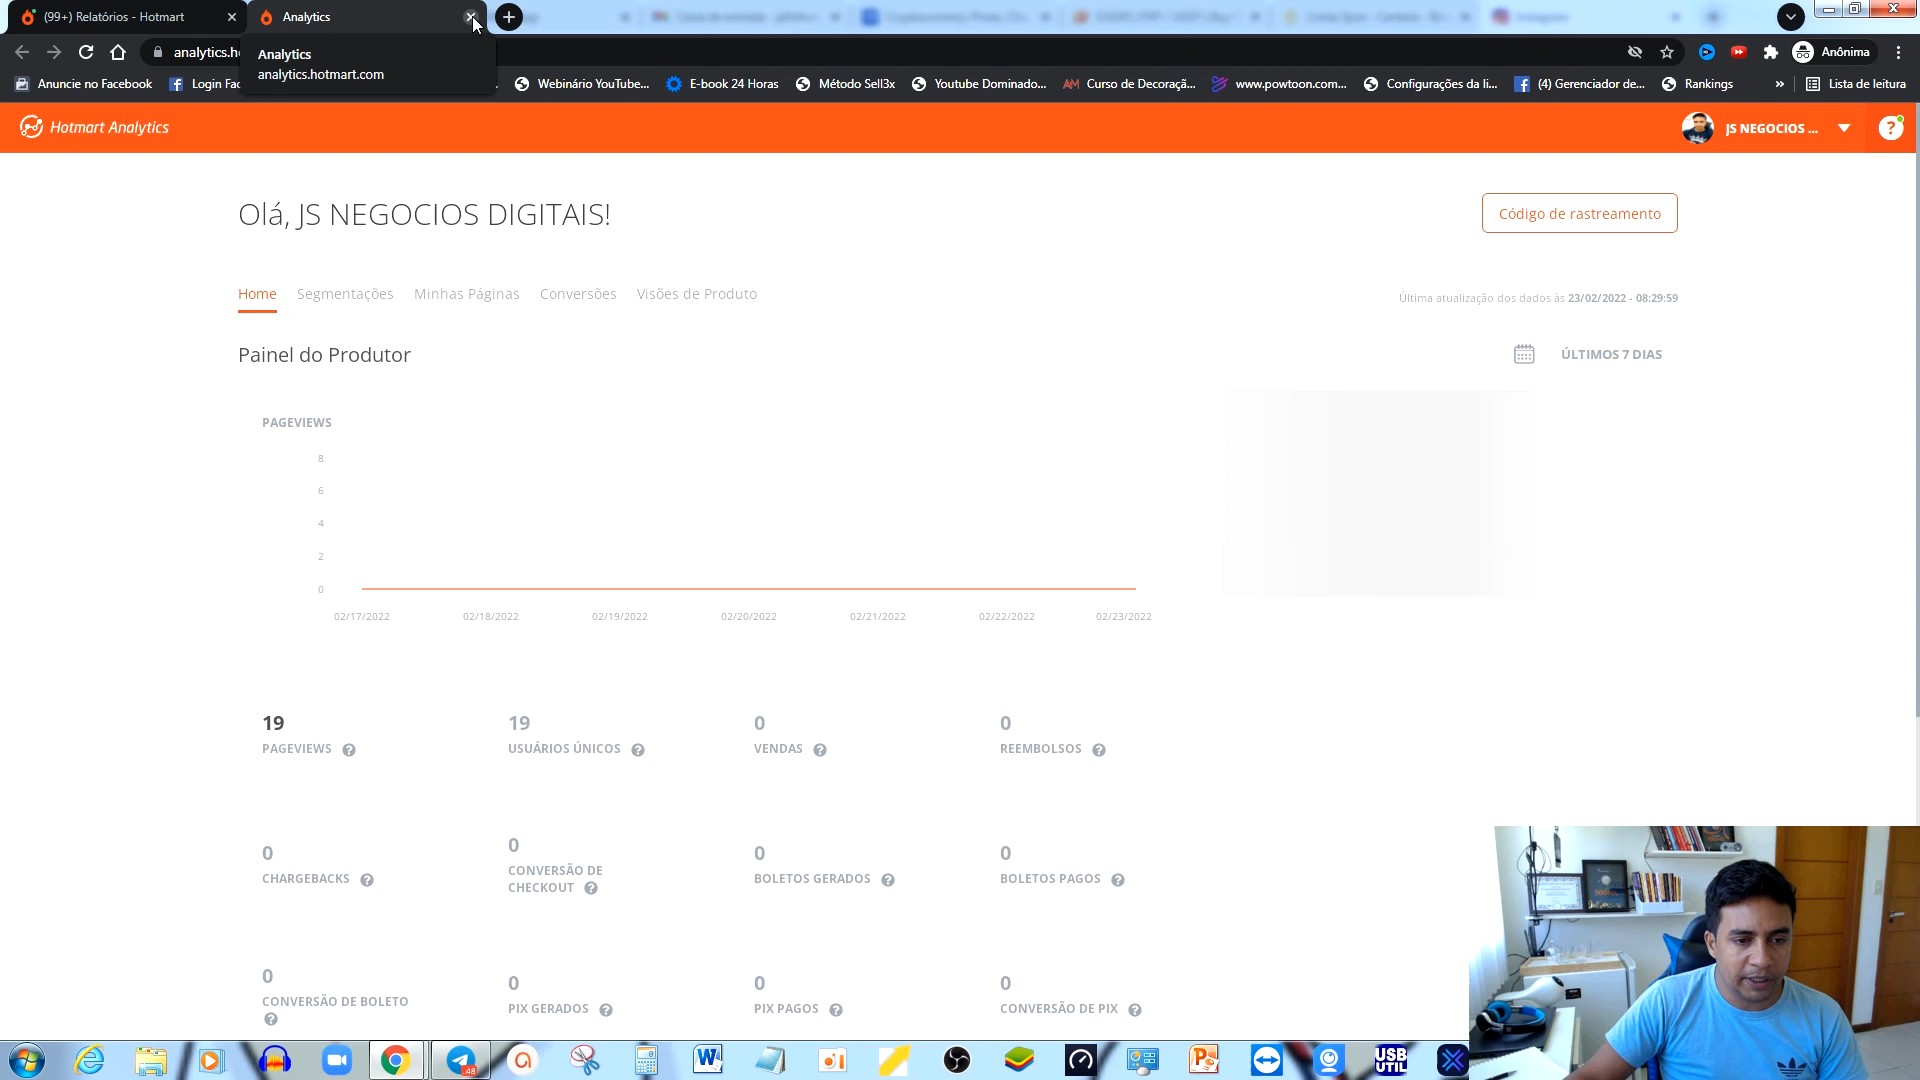 (99+) Relatórios - Hotmart
Analytics
Instagram
analytics.h
Analytics
analytics.hotmart.com
Anônima
Anuncie no Facebook
Login Fac
Webinário YouTube...
E-book 24 Horas
Método Sell3x
Youtube Dominado...
AM
Curso de Decoraçã...
www.powtoon.com...
Configurações da li...
(4) Gerenciador de...
Rankings
»
Lista de leitura
Hotmart Analytics
JS NEGOCIOS ...
?
Olá, JS NEGOCIOS DIGITAIS!
Código de rastreamento
Home
Segmentações
Minhas Páginas
Conversões
Visões de Produto
Última atualização dos dados às 23/02/2022 - 08:29:59
Painel do Produtor
ÚLTIMOS 7 DIAS
PAGEVIEWS
8
6
4
2
0
02/17/2022
02/18/2022
02/19/2022
02/20/2022
02/21/2022
02/22/2022
02/23/2022
19
PAGEVIEWS ?
19
USUÁRIOS ÚNICOS ?
0
VENDAS ?
0
REEMBOLSOS ?
0
CHARGEBACKS ?
0
CONVERSÃO DE
CHECKOUT ?
0
BOLETOS GERADOS ?
0
BOLETOS PAGOS ?
0
CONVERSÃO DE BOLETO
?
0
PIX GERADOS ?
0
PIX PAGOS ?
0
CONVERSÃO DE PIX ?
48
USB
UTIL